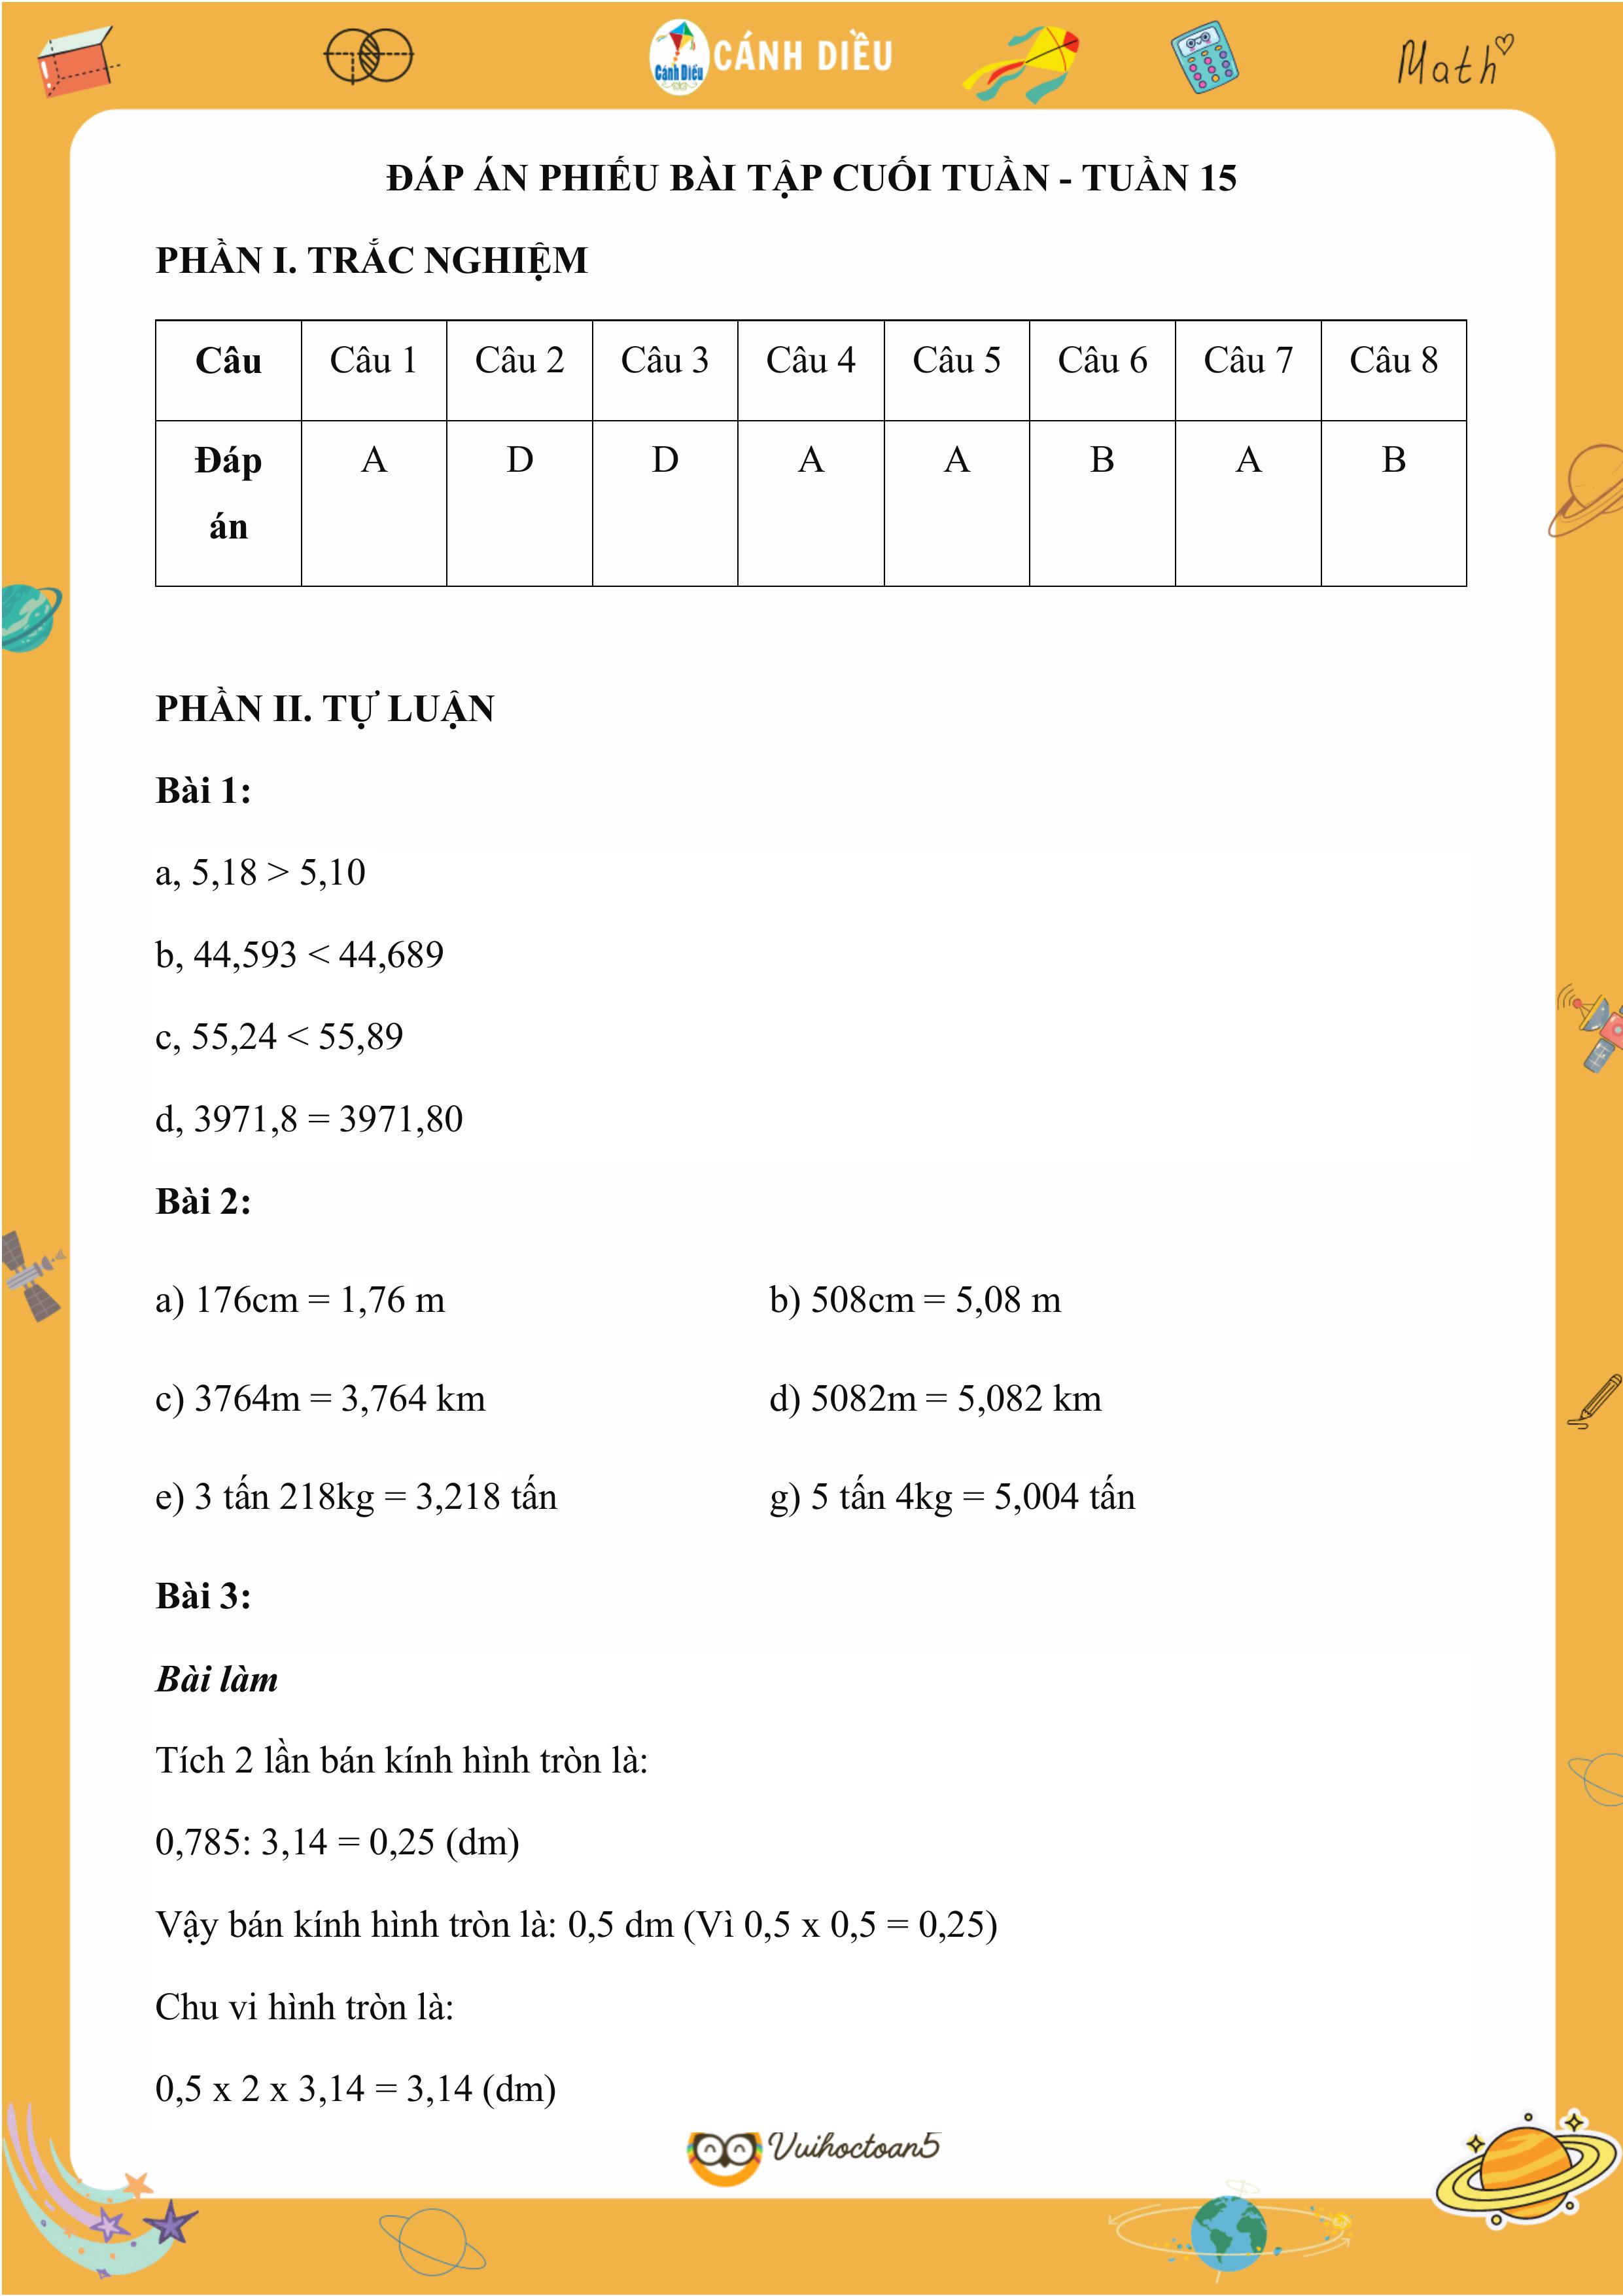 Cánh Diều CÁNH DIỀU
Math
ĐÁP ÁN PHIẾU BÀI TẬP CUỐI TUẦN - TUẦN 15
PHẦN I. TRẮC NGHIỆM
Câu Câu 1 Câu 2 Câu 3 Câu 4 Câu 5 Câu 6 Câu 7 Câu 8
Đáp án A D D A A B A B
PHẦN II. TỰ LUẬN
Bài 1:
a, 5,18 > 5,10
b, 44,593 < 44,689
c, 55,24 < 55,89
d, 3971,8 = 3971,80
Bài 2:
a) 176cm = 1,76 m b) 508cm = 5,08 m
c) 3764m = 3,764 km d) 5082m = 5,082 km
e) 3 tấn 218kg = 3,218 tấn g) 5 tấn 4kg = 5,004 tấn
Bài 3:
Bài làm
Tích 2 lần bán kính hình tròn là:
0,785: 3,14 = 0,25 (dm)
Vậy bán kính hình tròn là: 0,5 dm (Vì 0,5 x 0,5 = 0,25)
Chu vi hình tròn là:
0,5 x 2 x 3,14 = 3,14 (dm)
Vuihoctoan5